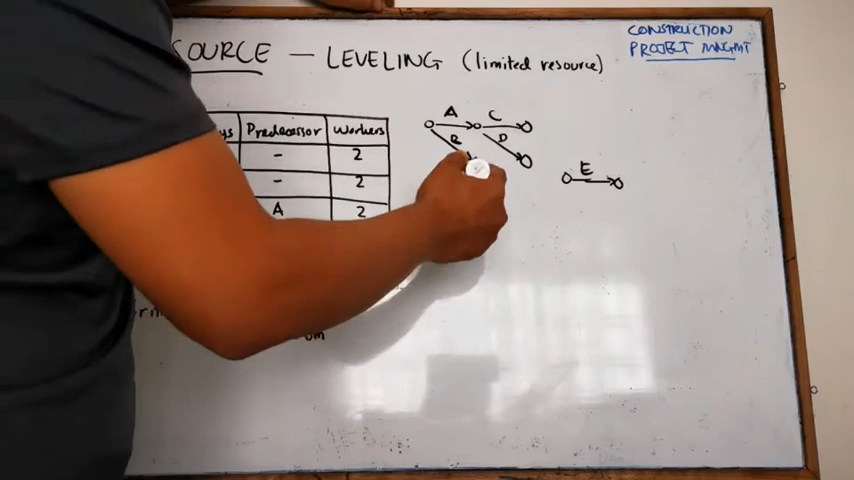 SOURCE — LEVELING (limited resource)
CONSTRUCTION
PROJECT MNGMT
Predecessor Workers
- 2
- 2
A 2
A C
B D
E